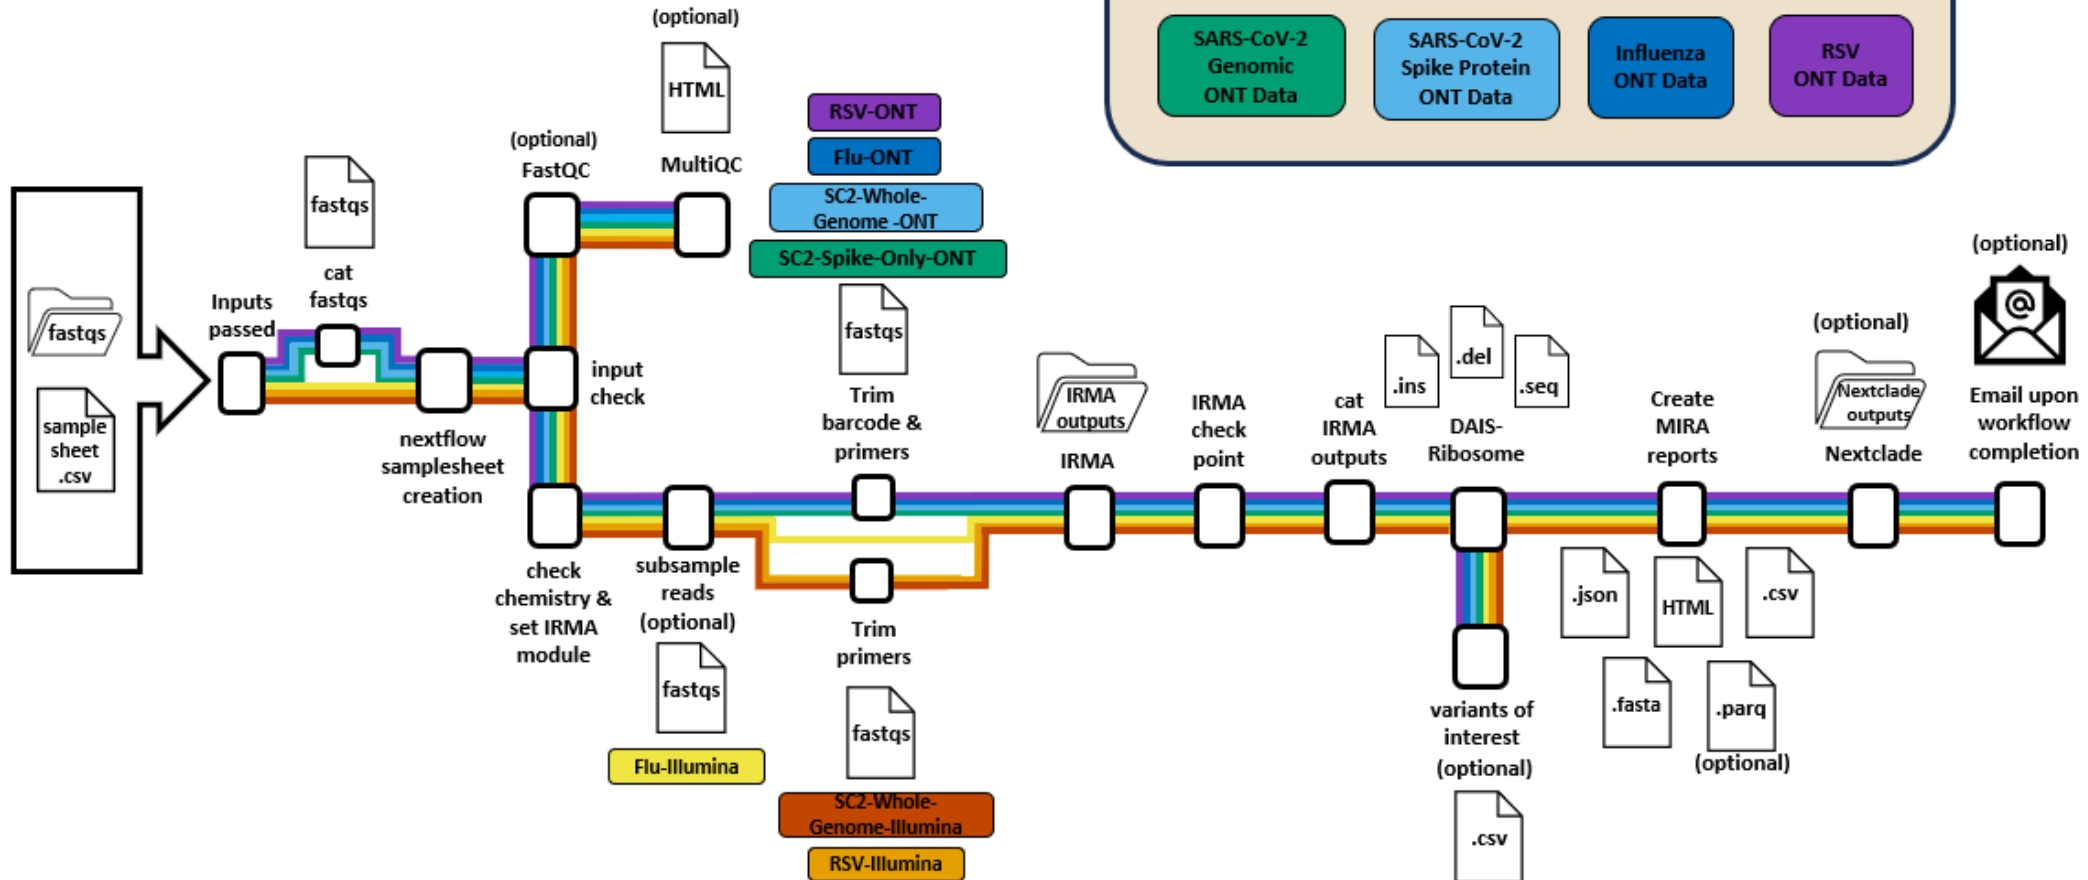 (optional)
HTML
MultiQC
(optional)
FastQC
SARS-CoV-2
Genomic
ONT Data
SARS-CoV-2
Spike Protein
ONT Data
Influenza
ONT Data
RSV
ONT Data
RSV-ONT
Flu-ONT
SC2-Whole-
Genome -ONT
SC2-Spike-Only-ONT
fastqs
Trim
barcode &
primers
fastqs
sample
sheet
.csv
Inputs
passed
fastqs
cat
fastqs
nextflow
samplesheet
creation
input
check
check
chemistry &
set IRMA
module
subsample
reads
(optional)
fastqs
Flu-Illumina
Trim
primers
fastqs
SC2-Whole-
Genome-Illumina
RSV-Illumina
IRMA
outputs
IRMA
IRMA
check
point
cat
IRMA
outputs
.ins
.del
.seq
DAIS-
Ribosome
variants of
interest
(optional)
.csv
Create
MIRA
reports
.json
HTML
.csv
.fasta
.parq
(optional)
(optional)
Nextclade
outputs
Nextclade
(optional)
@
Email upon
workflow
completion